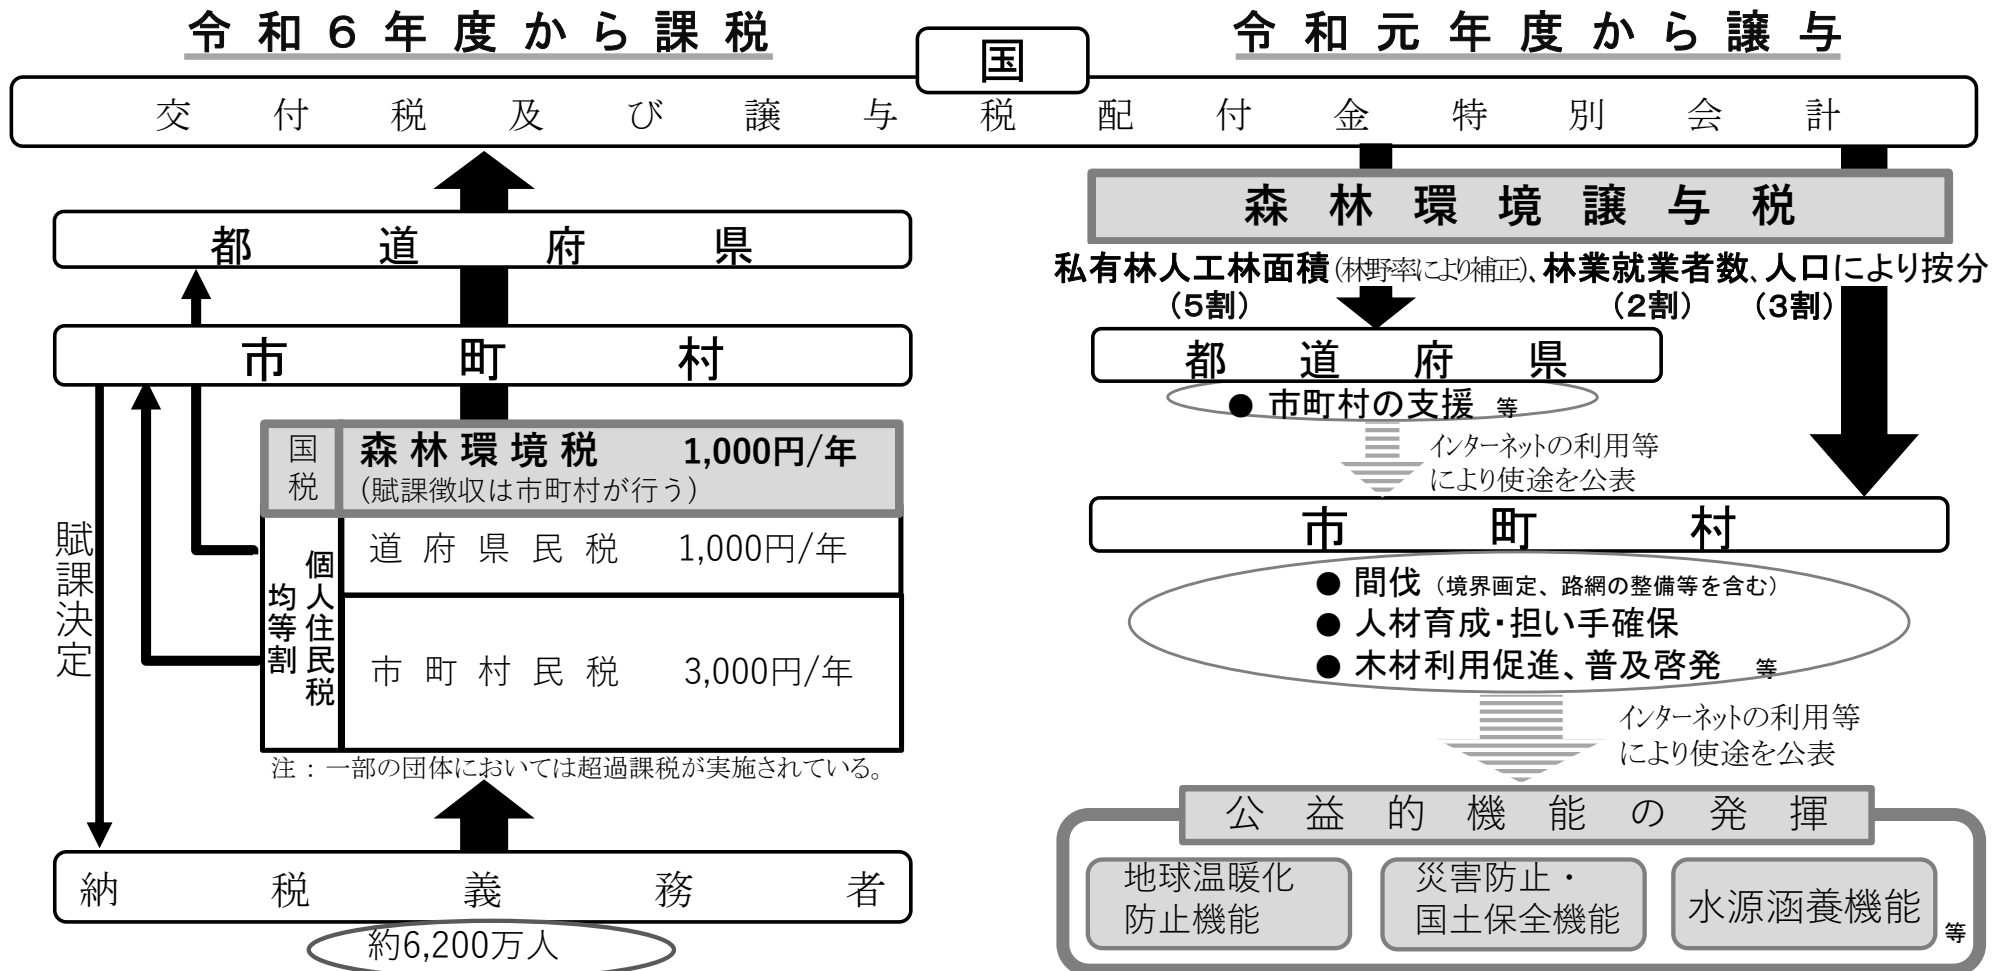 令和６年度から課税
国
令和元年度から譲与
交付税及び譲与税配付金特別会計
都道府県
市町村
国税
森林環境税 1,000円/年
(賦課徴収は市町村が行う)
個人住民税
均等割
道府県民税 1,000円/年
市町村民税 3,000円/年
注：一部の団体においては超過課税が実施されている。
賦課決定
納税義務者
約6,200万人
森林環境譲与税
私有林人工林面積(林野率により補正)、林業就業者数、人口により按分
(5割) (2割) (3割)
都道府県
● 市町村の支援 等
インターネットの利用等
により使途を公表
市町村
● 間伐（境界画定、路網の整備等を含む）
● 人材育成・担い手確保
● 木材利用促進、普及啓発 等
インターネットの利用等
により使途を公表
公益的機能の発揮
地球温暖化
防止機能
災害防止・
国土保全機能
水源涵養機能
等